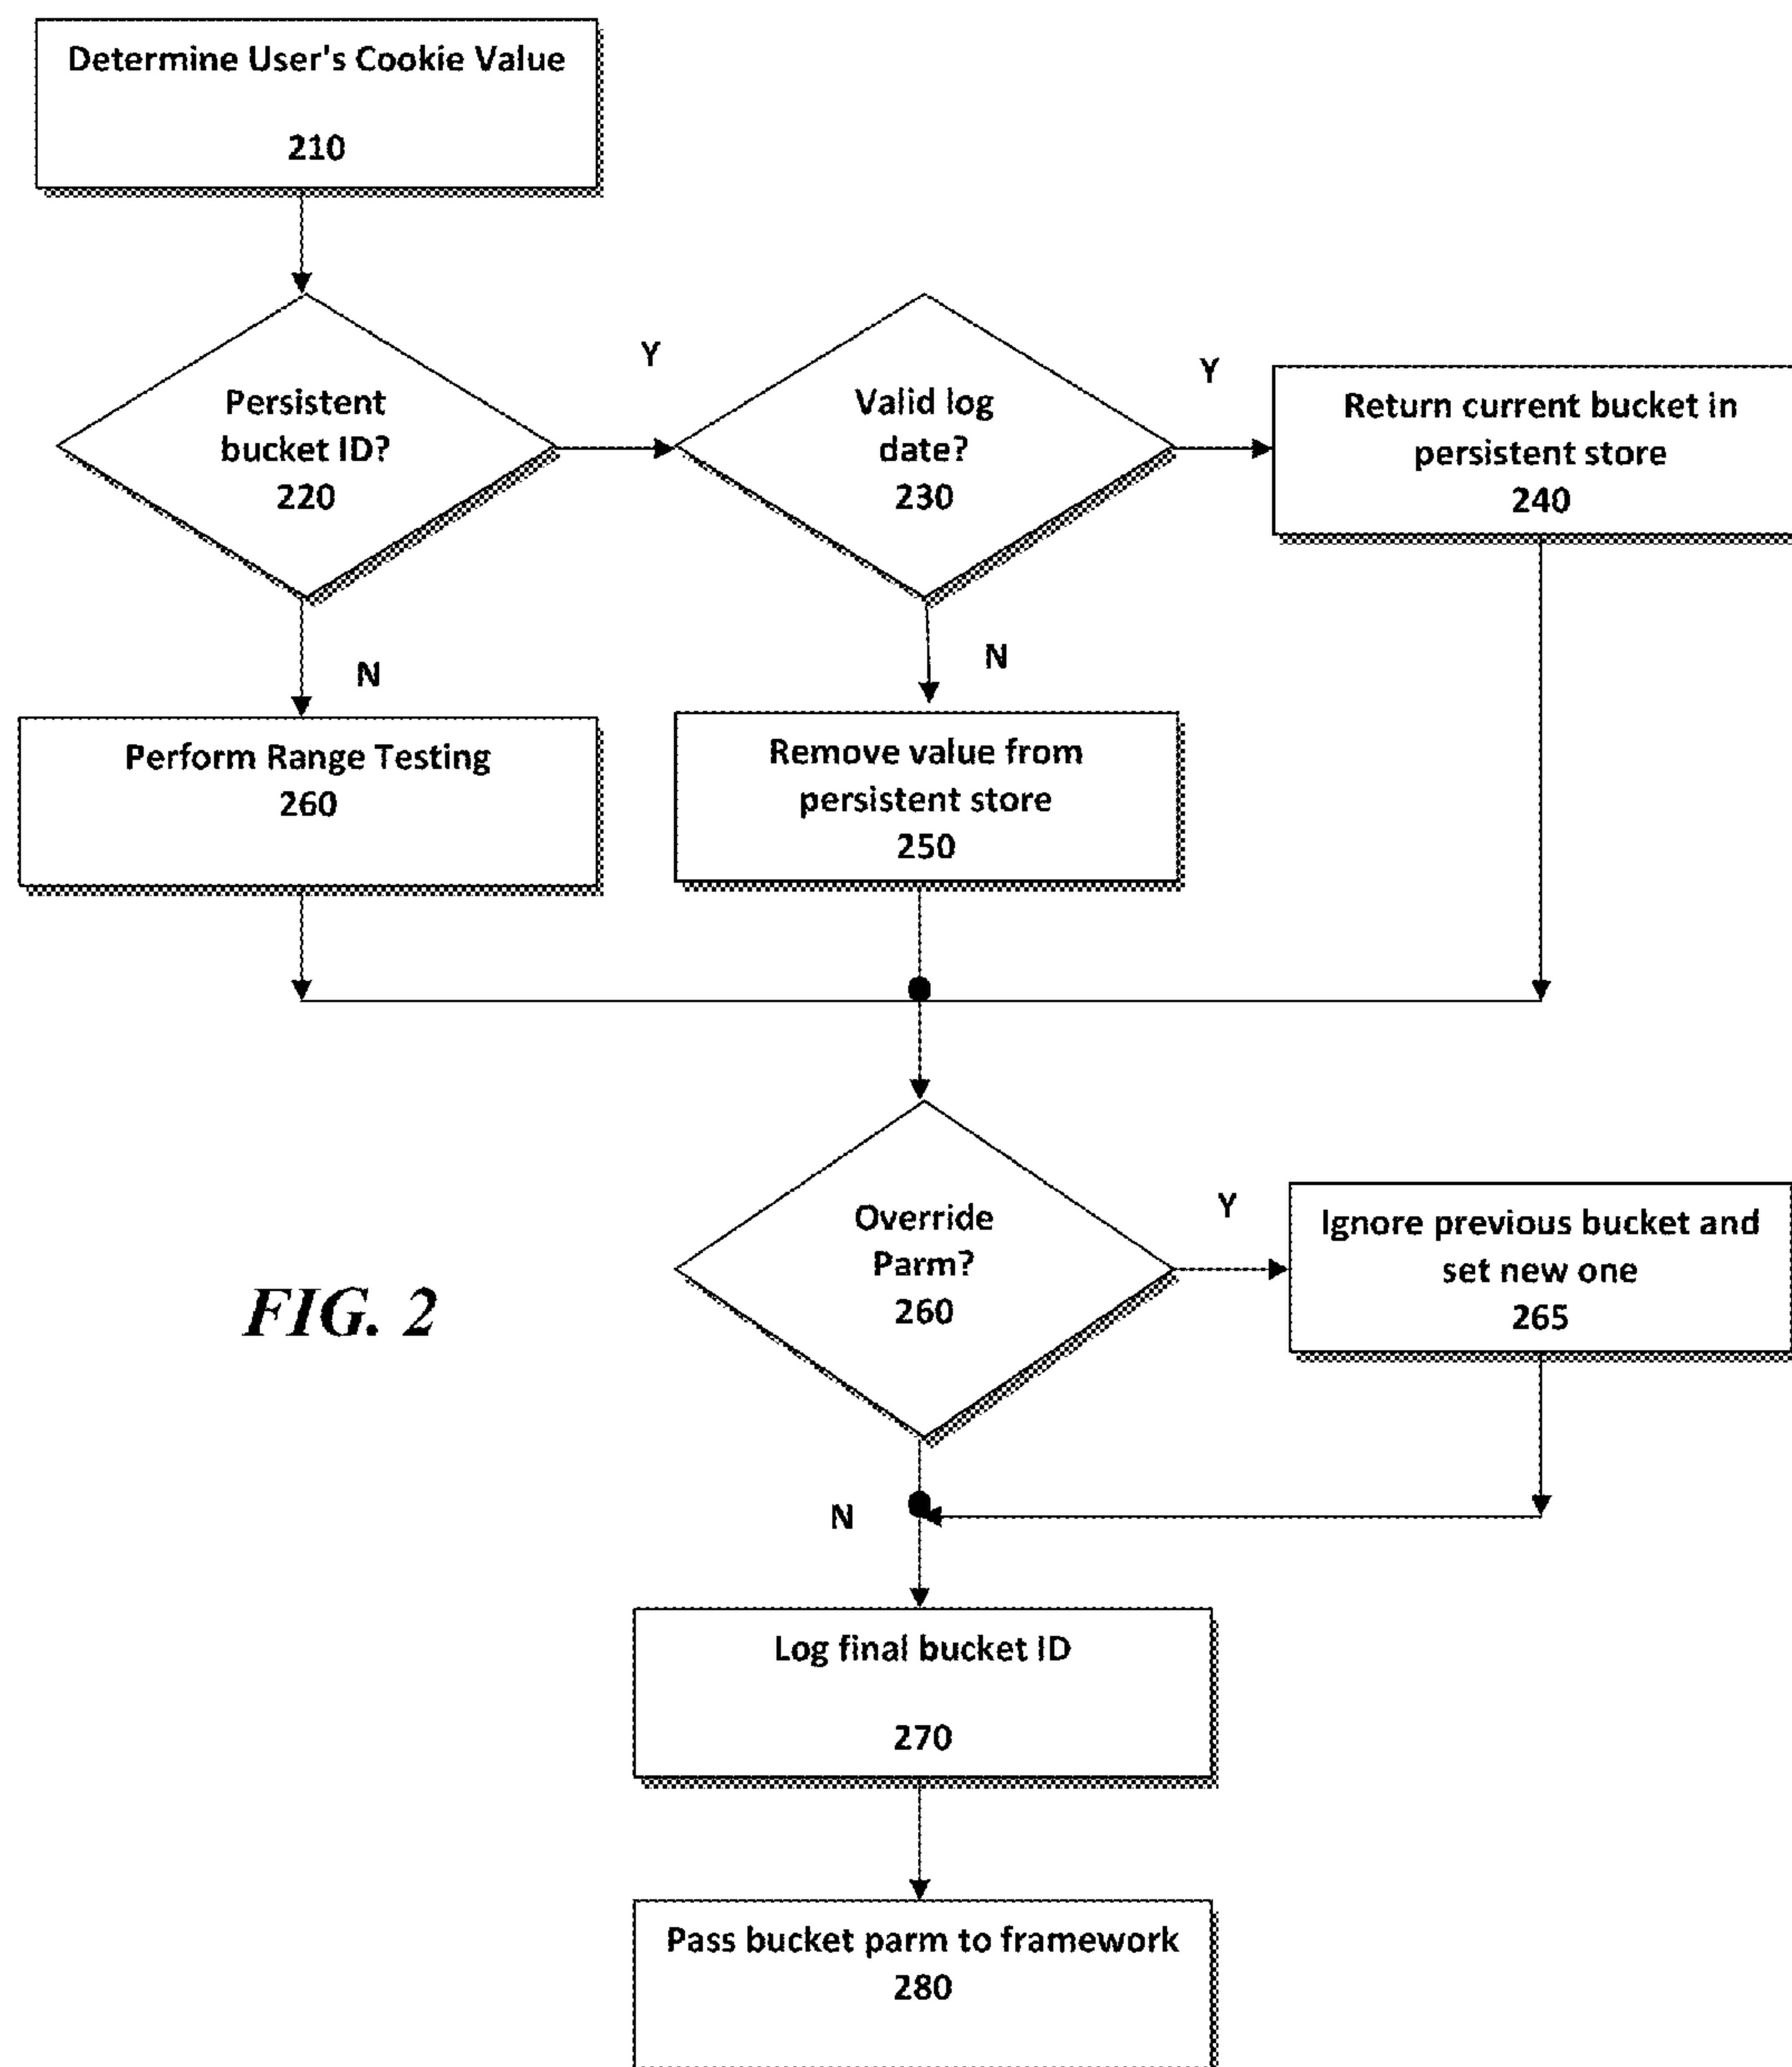 Determine User's Cookie Value
210
Y
Y
Persistent
bucket ID?
220
Valid log
date?
230
Return current bucket in
persistent store
240
N
N
Perform Range Testing
260
Remove value from
persistent store
250
Override
Parm?
260
Y
Ignore previous bucket and
set new one
265
FIG. 2
N
Log final bucket ID
270
Pass bucket parm to framework
280